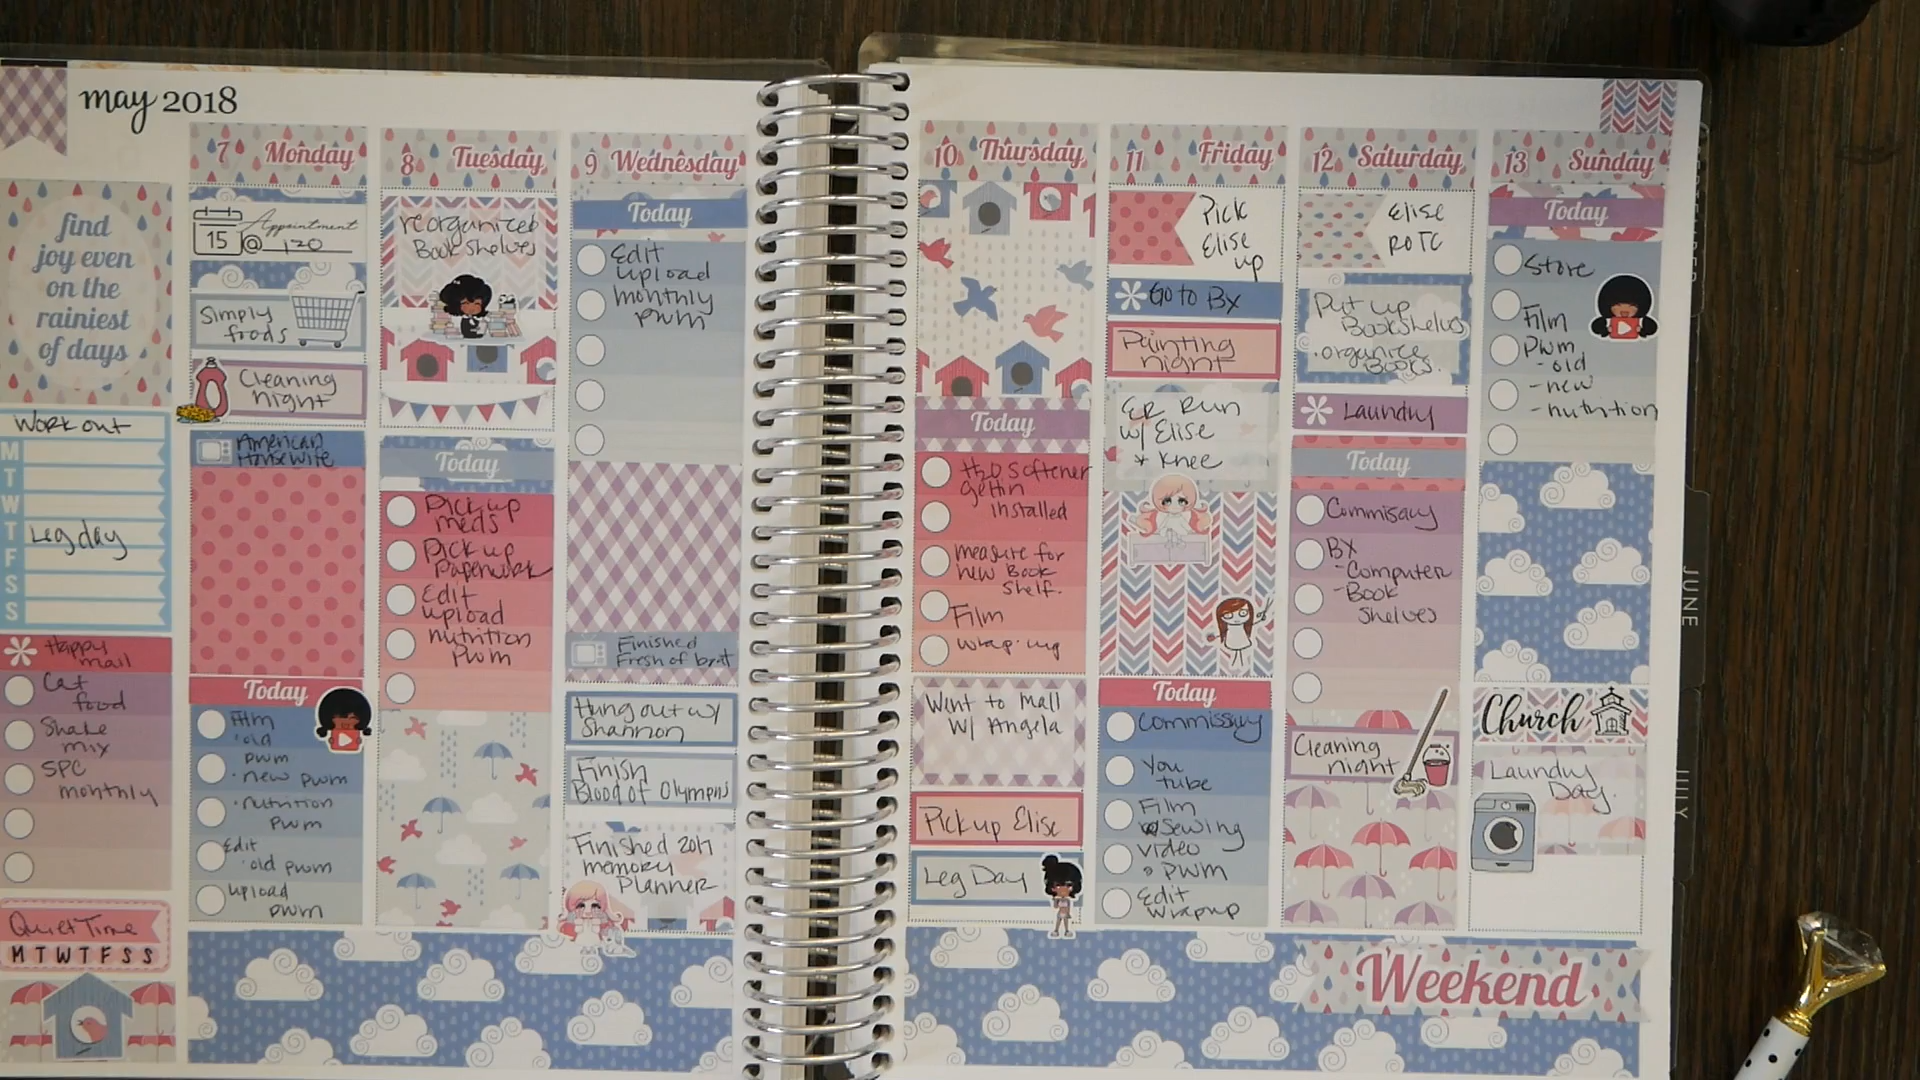 may 2018
find
joy even
on the
rainiest
of days
Work out
M
T
W
T
Leg day
F
S
S
Happy
mail
Cat
food
Shake
mix
SPC
monthly
Quiet Time
M T W T F S S
7 Monday
Appointment
15 @ 120
Simply
foods
Cleaning
night
American
Housewife
Today
Film
· old
pwm
· new pwm
· nutrition
pwm
Edit
· old pwm
upload
pwm
8 Tuesday
reorganized
Book shelves
Today
Pick up
meds
Pick up
Paperwork
Edit
upload
nutrition
pwm
9 Wednesday
Today
Edit
upload
monthly
pwm
Finished
Fresh of boat
Hung out w/
Shannon
Finish
Blood of Olympus
Finished 2017
memory
Planner
10 Thursday
Today
H2O Softener
gettin
installed
measure for
new Book
Shelf.
Film
wrap-up
Went to Mall
w/ Angela
Pick up Elise
Leg Day
11 Friday
Pick
Elise
up
Go to Bx
Painting
night
ER Run
w/ Elise
* Knee
Today
Commissary
You
tube
Film
Sewing
video
pwm
Edit
Wrapup
12 Saturday
Elise
ROTC
Put up
Bookshelves
· organize
Books.
Laundry
Today
Commisary
BX
- Computer
- Book
Shelves
Cleaning
night
13 Sunday
Today
Store
Film
Pwm
- old
- new
- nutrition
Church
Laundry
Day.
Weekend
JUNE
JULY